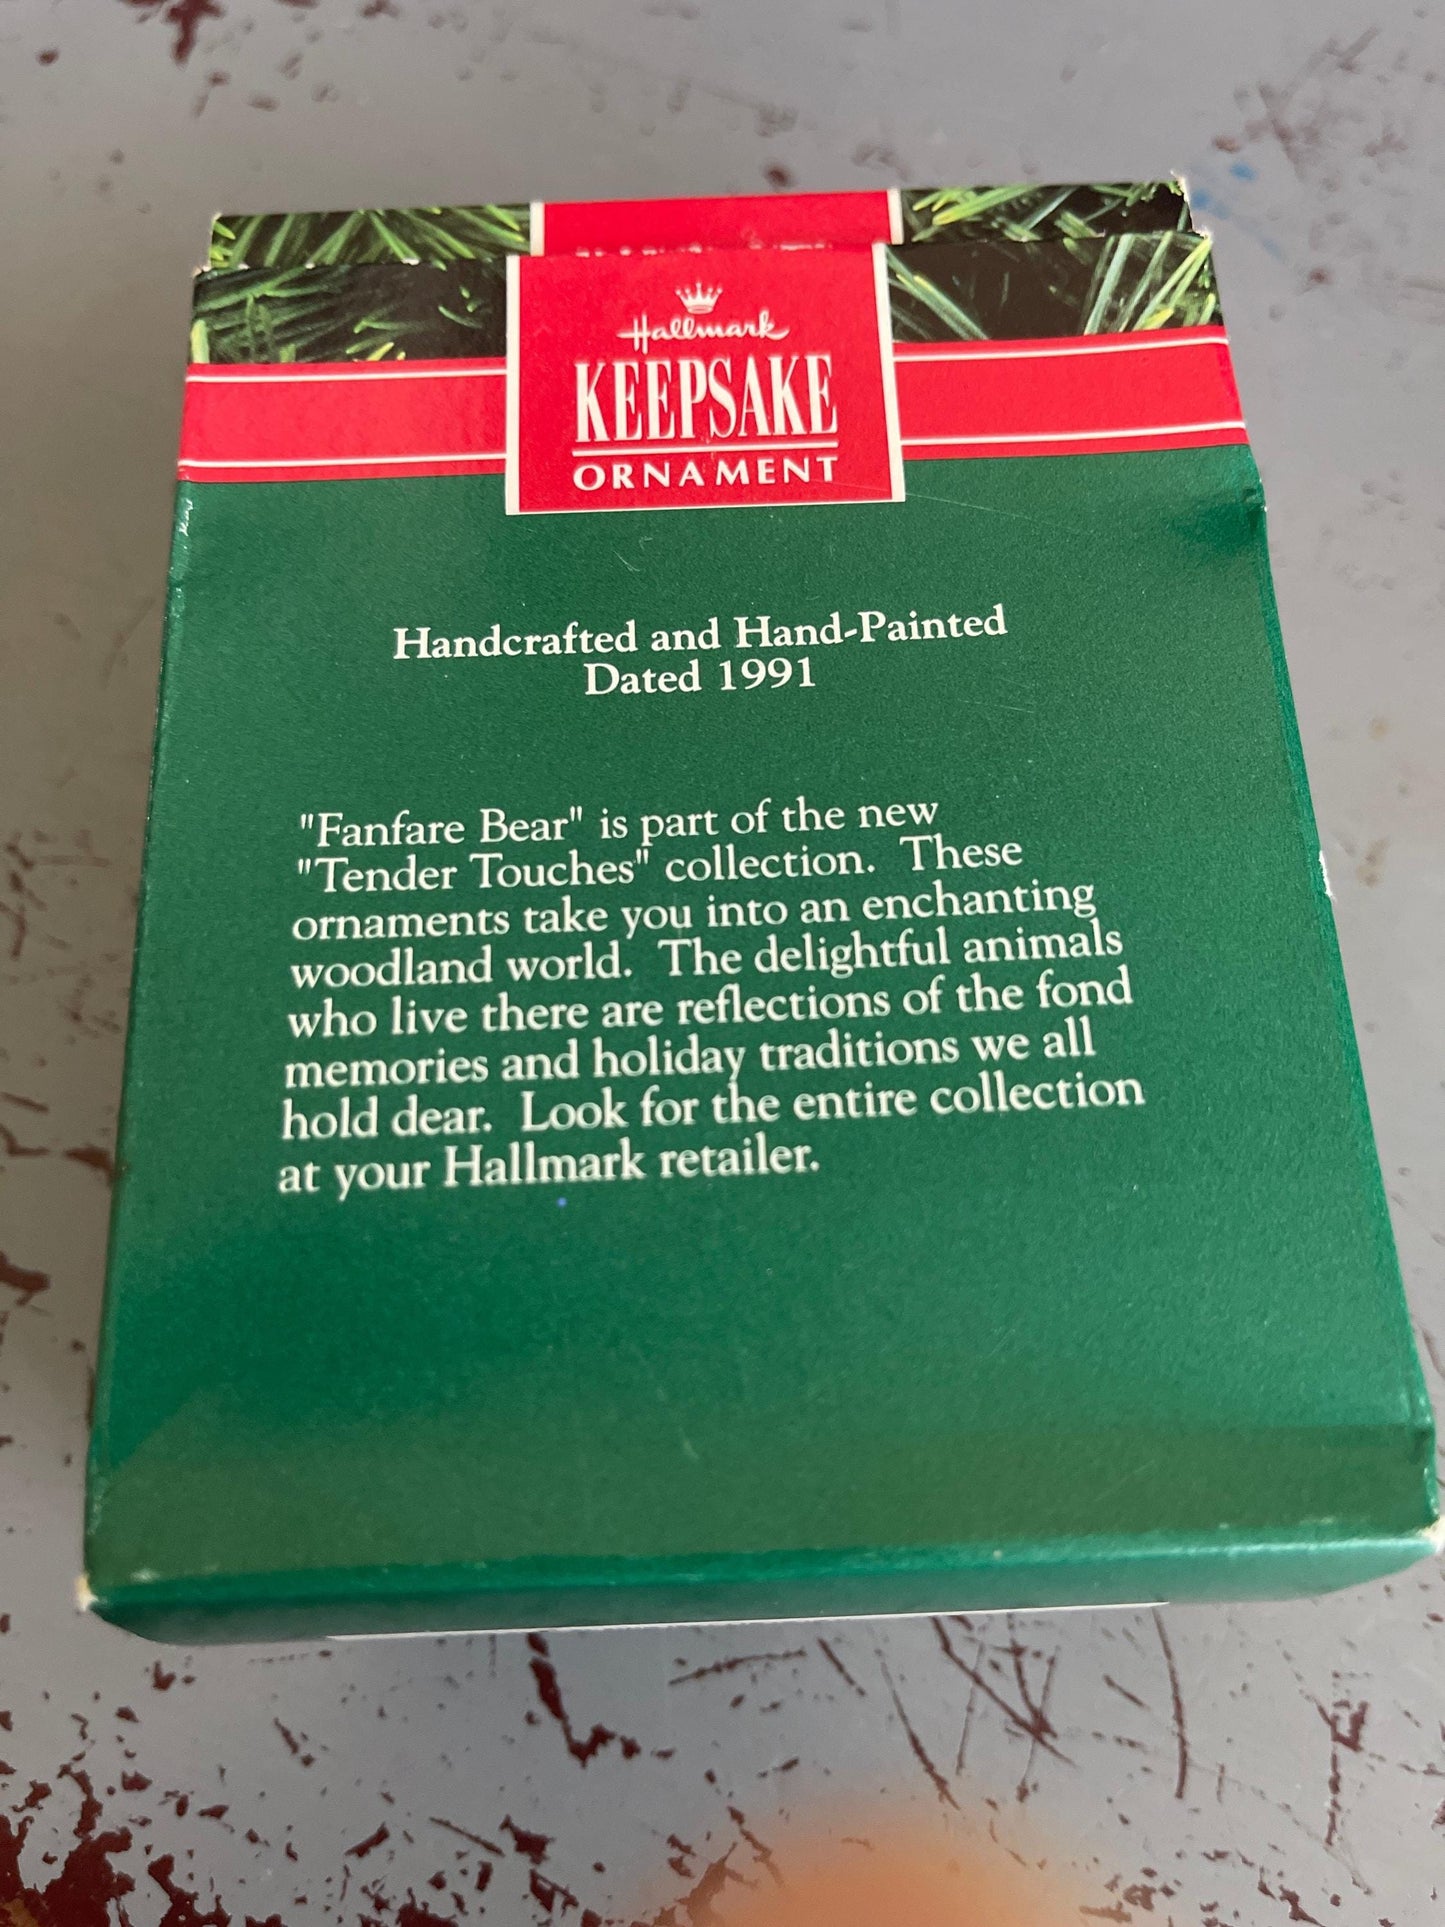 Hallmark
KEEPSAKE
ORNAMENT
Handcrafted and Hand-Painted
Dated 1991
"Fanfare Bear" is part of the new
"Tender Touches" collection. These
ornaments take you into an enchanting
woodland world. The delightful animals
who live there are reflections of the fond
memories and holiday traditions we all
hold dear. Look for the entire collection
at your Hallmark retailer.